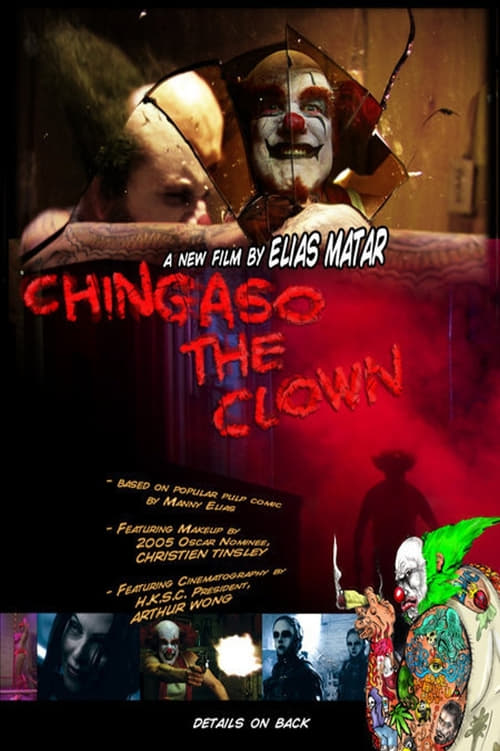 A NEW FILM BY ELIAS MATAR
CHINGASO
THE
CLOWN
- BASED ON POPULAR PULP COMIC
BY MANNY ELIAS
- FEATURING MAKEUP BY
2005 OSCAR NOMINEE,
CHRISTIEN TINSLEY
- FEATURING CINEMATOGRAPHY BY
H.K.S.C. PRESIDENT,
ARTHUR WONG
DETAILS ON BACK